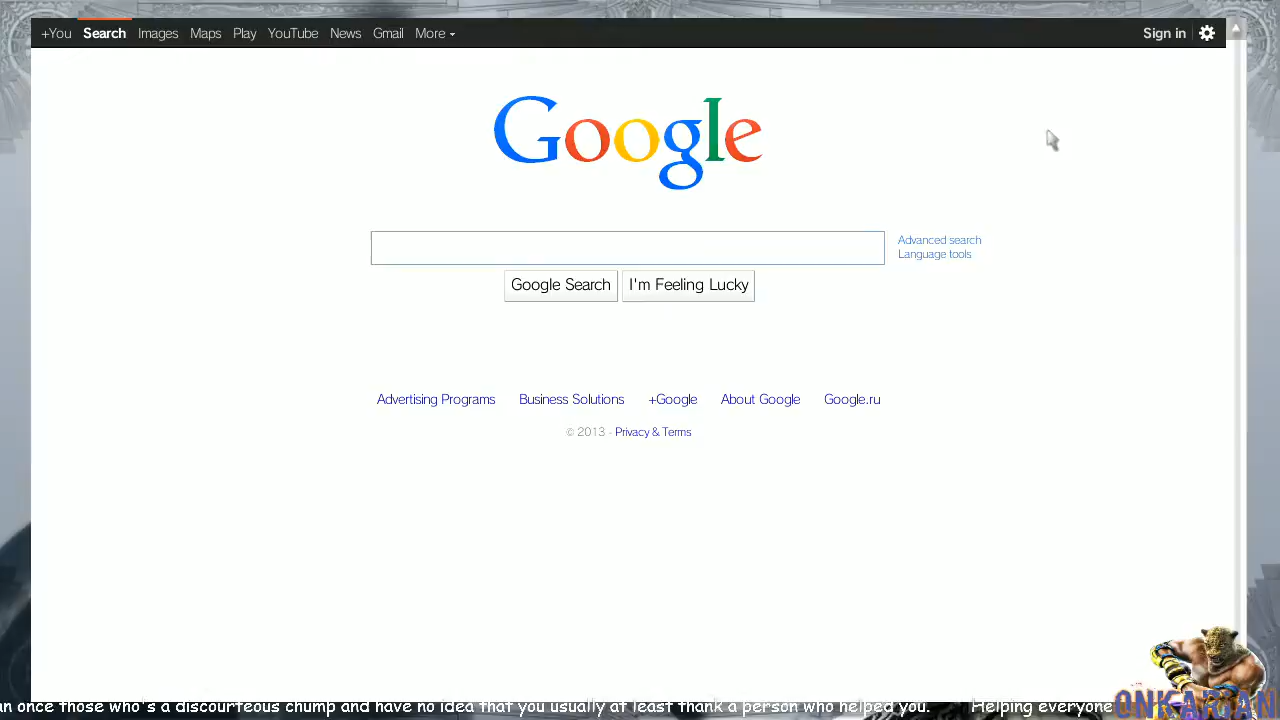 +You Search Images Maps Play YouTube News Gmail More Sign in
Google
Advanced search
Language tools
Google Search I'm Feeling Lucky
Advertising Programs Business Solutions +Google About Google Google.ru
© 2013 - Privacy & Terms
an once those who's a discourteous chump and have no idea that you usually at least thank a person who helped you. Helping everyone
ONKARIAN